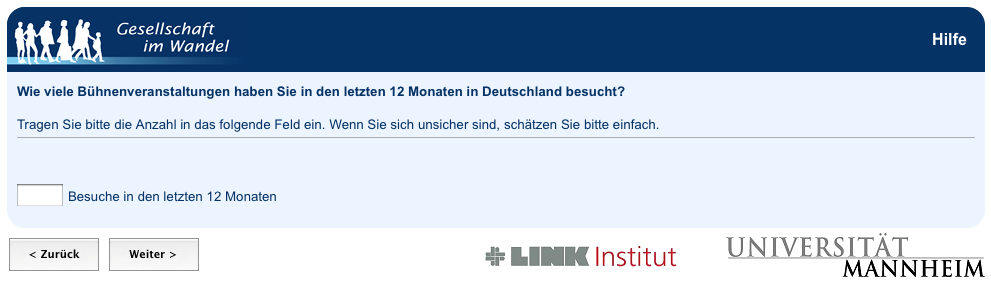 Gesellschaft
im Wandel
Hilfe
Wie viele Bühnenveranstaltungen haben Sie in den letzten 12 Monaten in Deutschland besucht?
Tragen Sie bitte die Anzahl in das folgende Feld ein. Wenn Sie sich unsicher sind, schätzen Sie bitte einfach.
Besuche in den letzten 12 Monaten
< Zurück
Weiter >
LINK Institut
UNIVERSITÄT
MANNHEIM